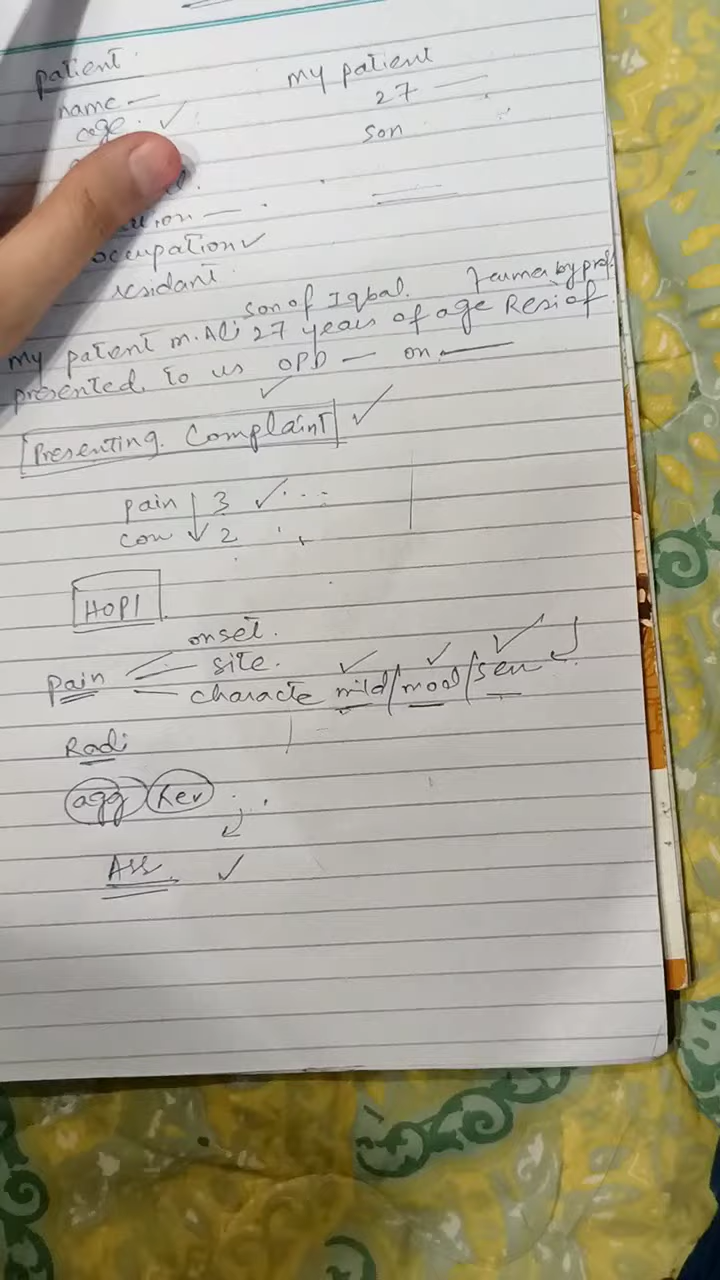 patient. my patient
name — 27 —
age. ✓ son
occupation ✓
residant.
son of Iqbal. Farmer by prof.
my patient m. Ali 27 years of age Resi of
presented to us OPD — on —
Presenting Complaint ✓
pain 3 ✓
con 2
HOPI
onset.
pain site.
characte mild/mod/sev
Radi
agg Rev
Ass. ✓